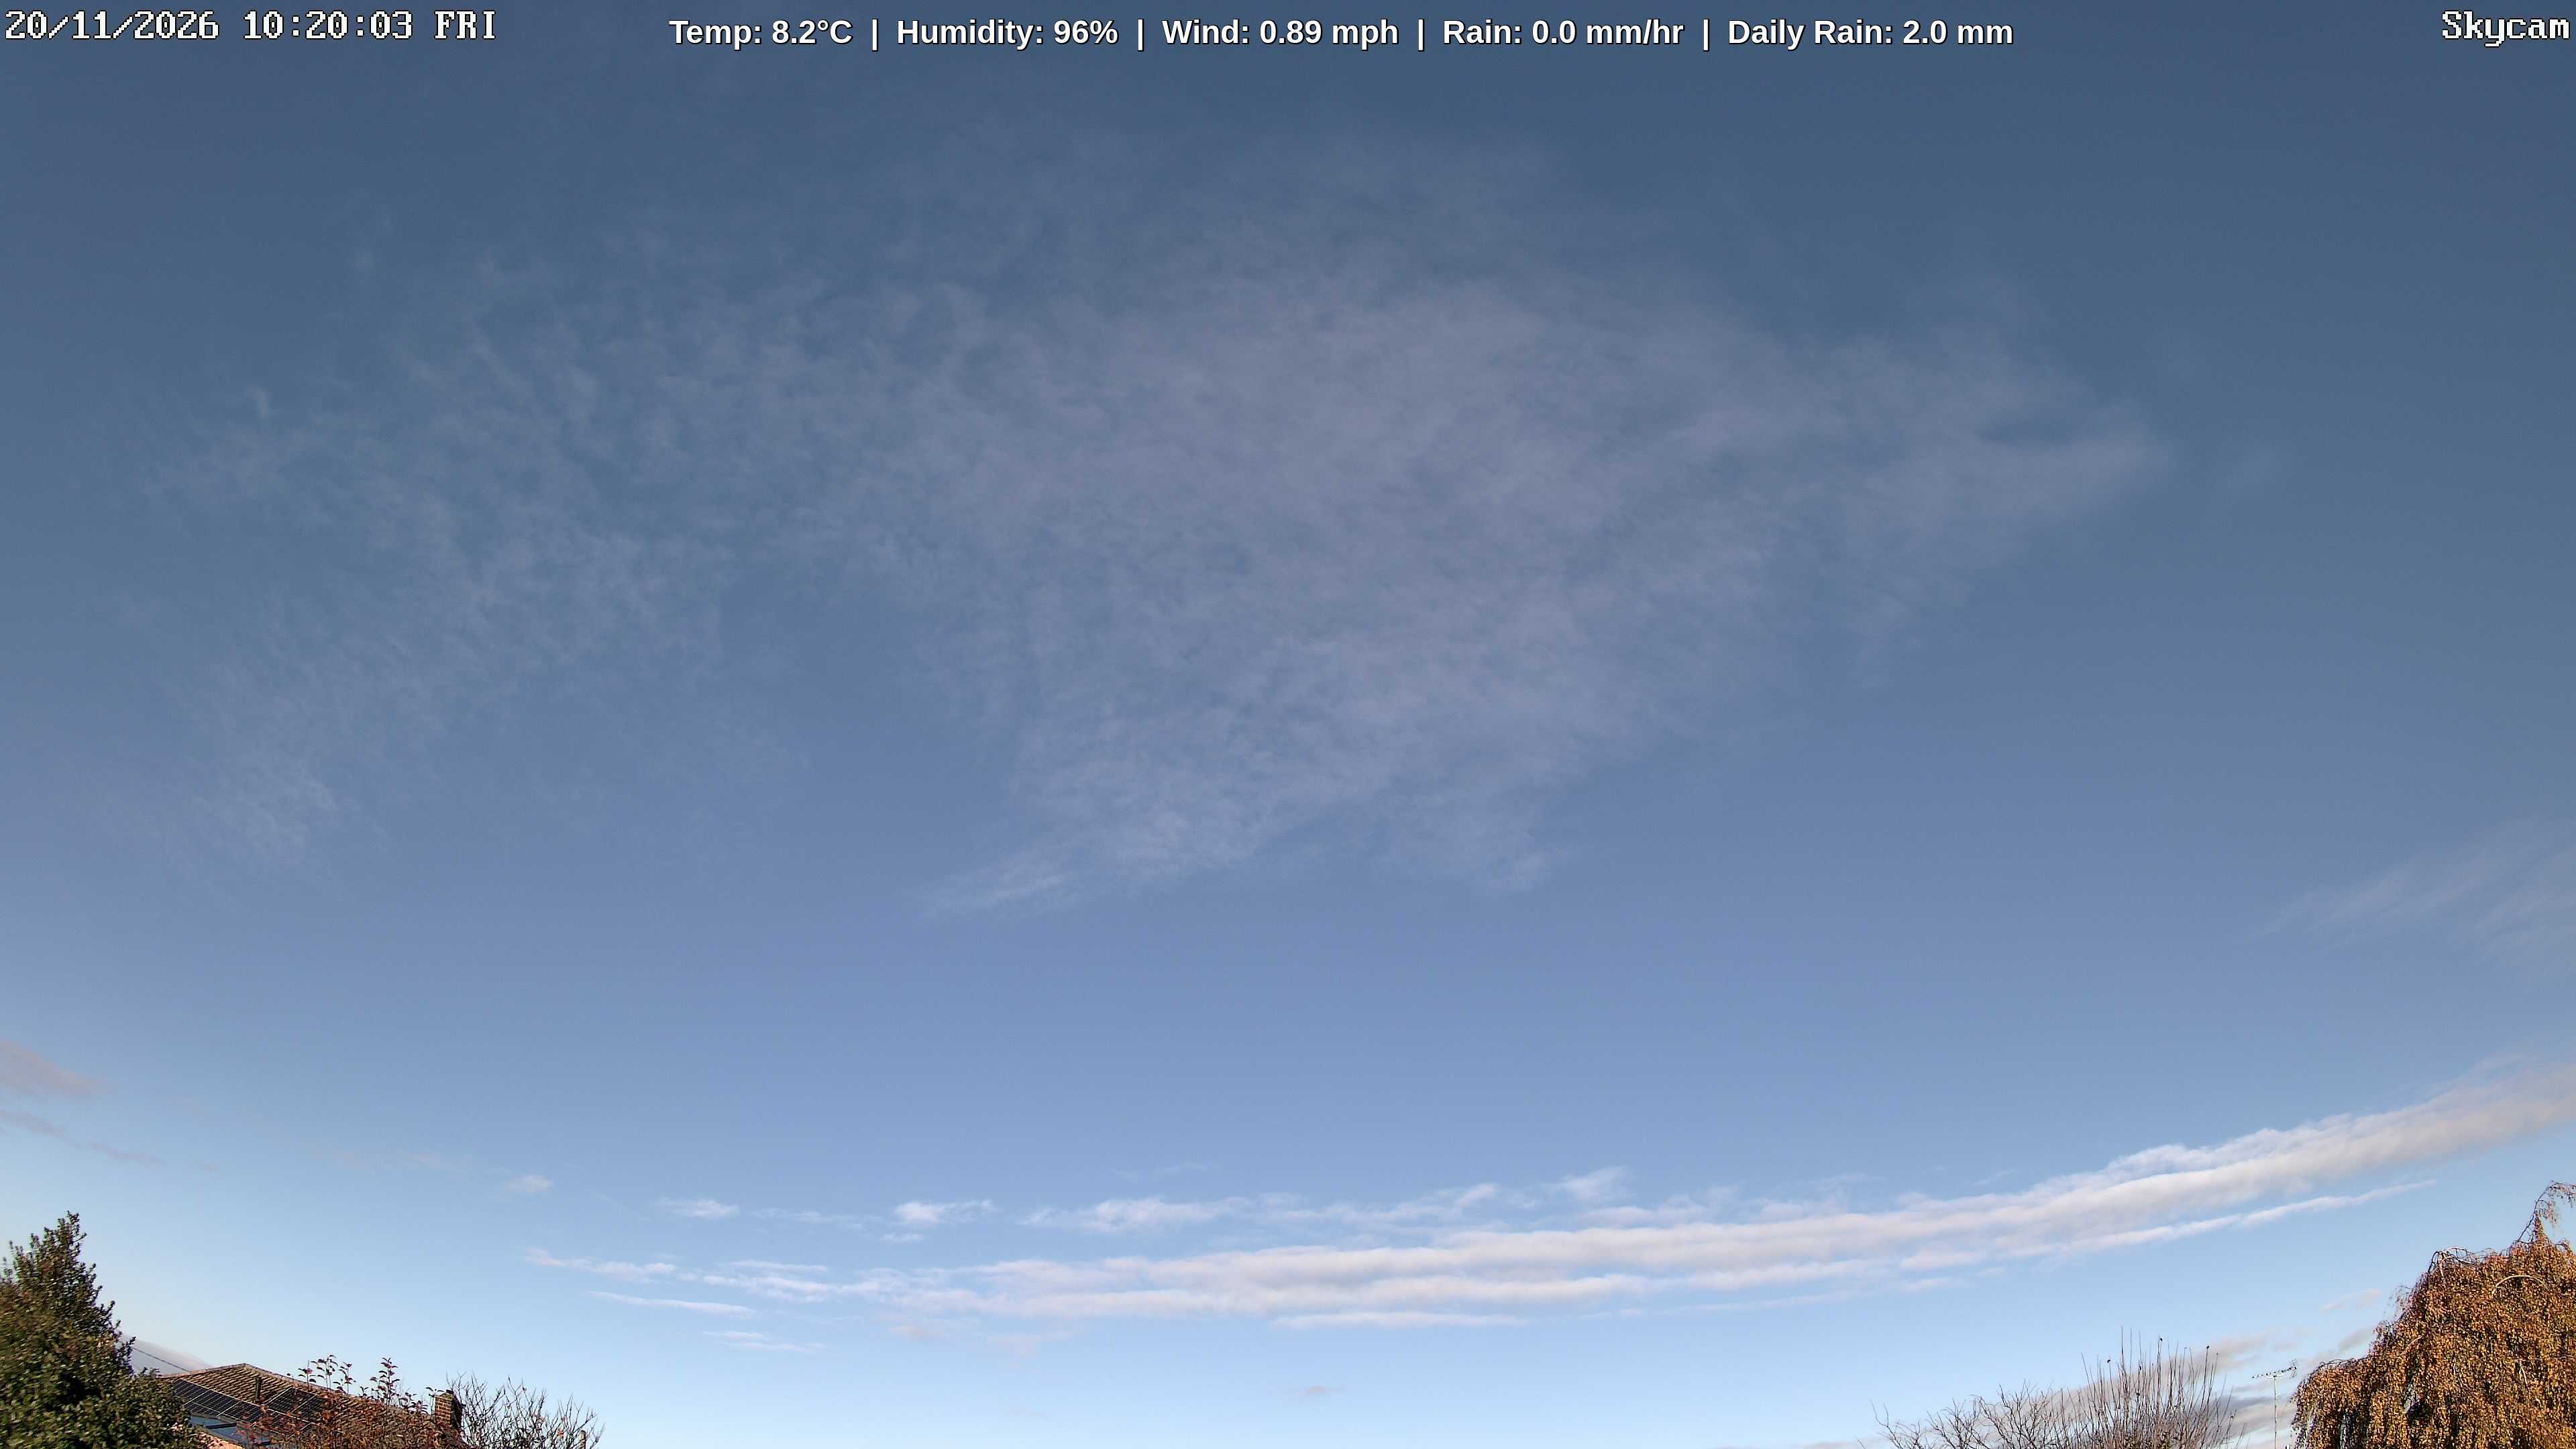 20/11/2026 10:20:03 FRI
Temp: 8.2°C | Humidity: 96% | Wind: 0.89 mph | Rain: 0.0 mm/hr | Daily Rain: 2.0 mm
Skycam